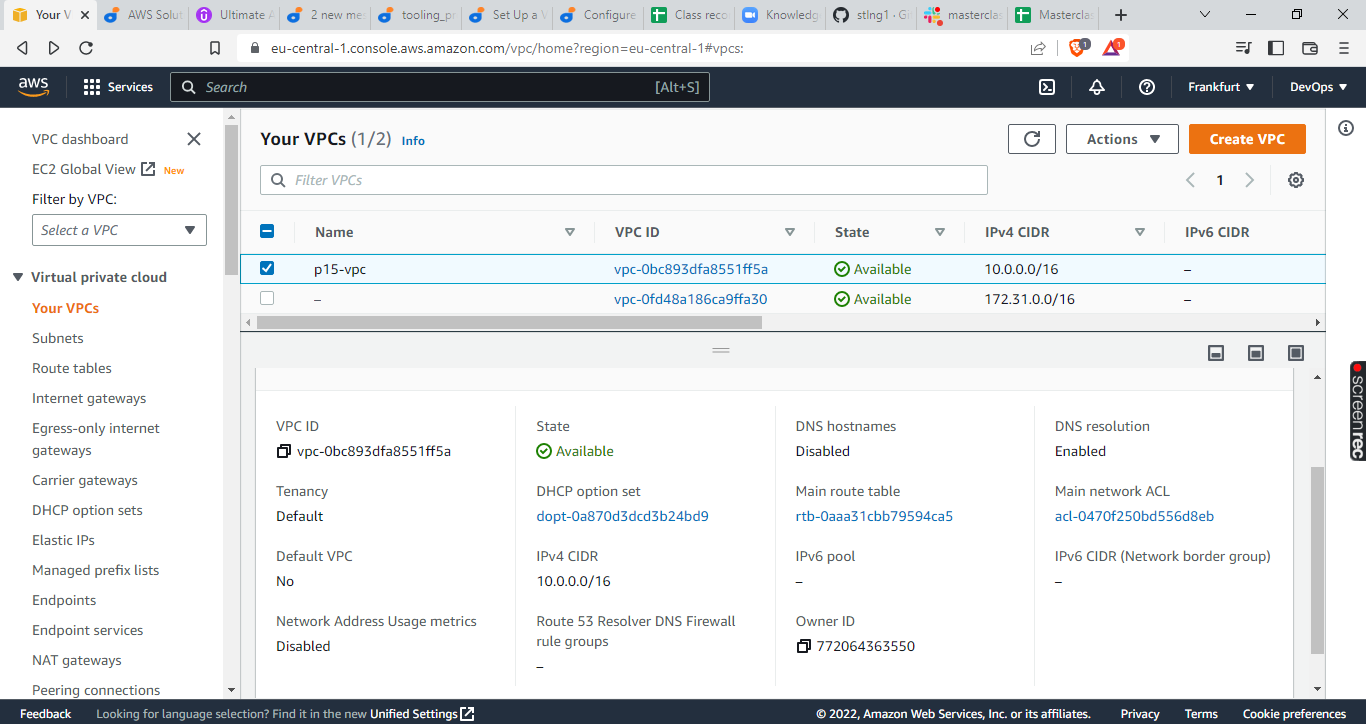 Your V
AWS Solut
Ultimate A
2 new mes
tooling_pr
Set Up a V
Configure
Class reco
Knowledg
stlng1 · Gi
masterclas
Masterclas
eu-central-1.console.aws.amazon.com/vpc/home?region=eu-central-1#vpcs:
1
1
aws
Services
Search
[Alt+S]
Frankfurt
DevOps
VPC dashboard
EC2 Global View
New
Filter by VPC:
Select a VPC
Virtual private cloud
Your VPCs
Subnets
Route tables
Internet gateways
Egress-only internet
gateways
Carrier gateways
DHCP option sets
Elastic IPs
Managed prefix lists
Endpoints
Endpoint services
NAT gateways
Peering connections
Your VPCs (1/2) Info
Actions
Create VPC
Filter VPCs
1
Name VPC ID State IPv4 CIDR IPv6 CIDR
p15-vpc vpc-0bc893dfa8551ff5a Available 10.0.0.0/16 –
– vpc-0fd48a186ca9ffa30 Available 172.31.0.0/16 –
VPC ID State DNS hostnames DNS resolution
vpc-0bc893dfa8551ff5a Available Disabled Enabled
Tenancy DHCP option set Main route table Main network ACL
Default dopt-0a870d3dcd3b24bd9 rtb-0aaa31cbb79594ca5 acl-0470f250bd556d8eb
Default VPC IPv4 CIDR IPv6 pool IPv6 CIDR (Network border group)
No 10.0.0.0/16 – –
Network Address Usage metrics Route 53 Resolver DNS Firewall Owner ID
rule groups
Disabled 772064363550
–
screenrec
Feedback Looking for language selection? Find it in the new Unified Settings © 2022, Amazon Web Services, Inc. or its affiliates. Privacy Terms Cookie preferences